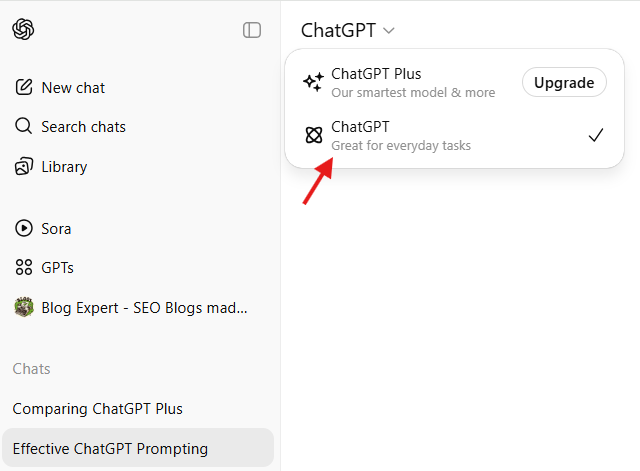 ChatGPT
ChatGPT Plus
Our smartest model & more
Upgrade
ChatGPT
Great for everyday tasks
New chat
Search chats
Library
Sora
GPTs
Blog Expert - SEO Blogs mad...
Chats
Comparing ChatGPT Plus
Effective ChatGPT Prompting